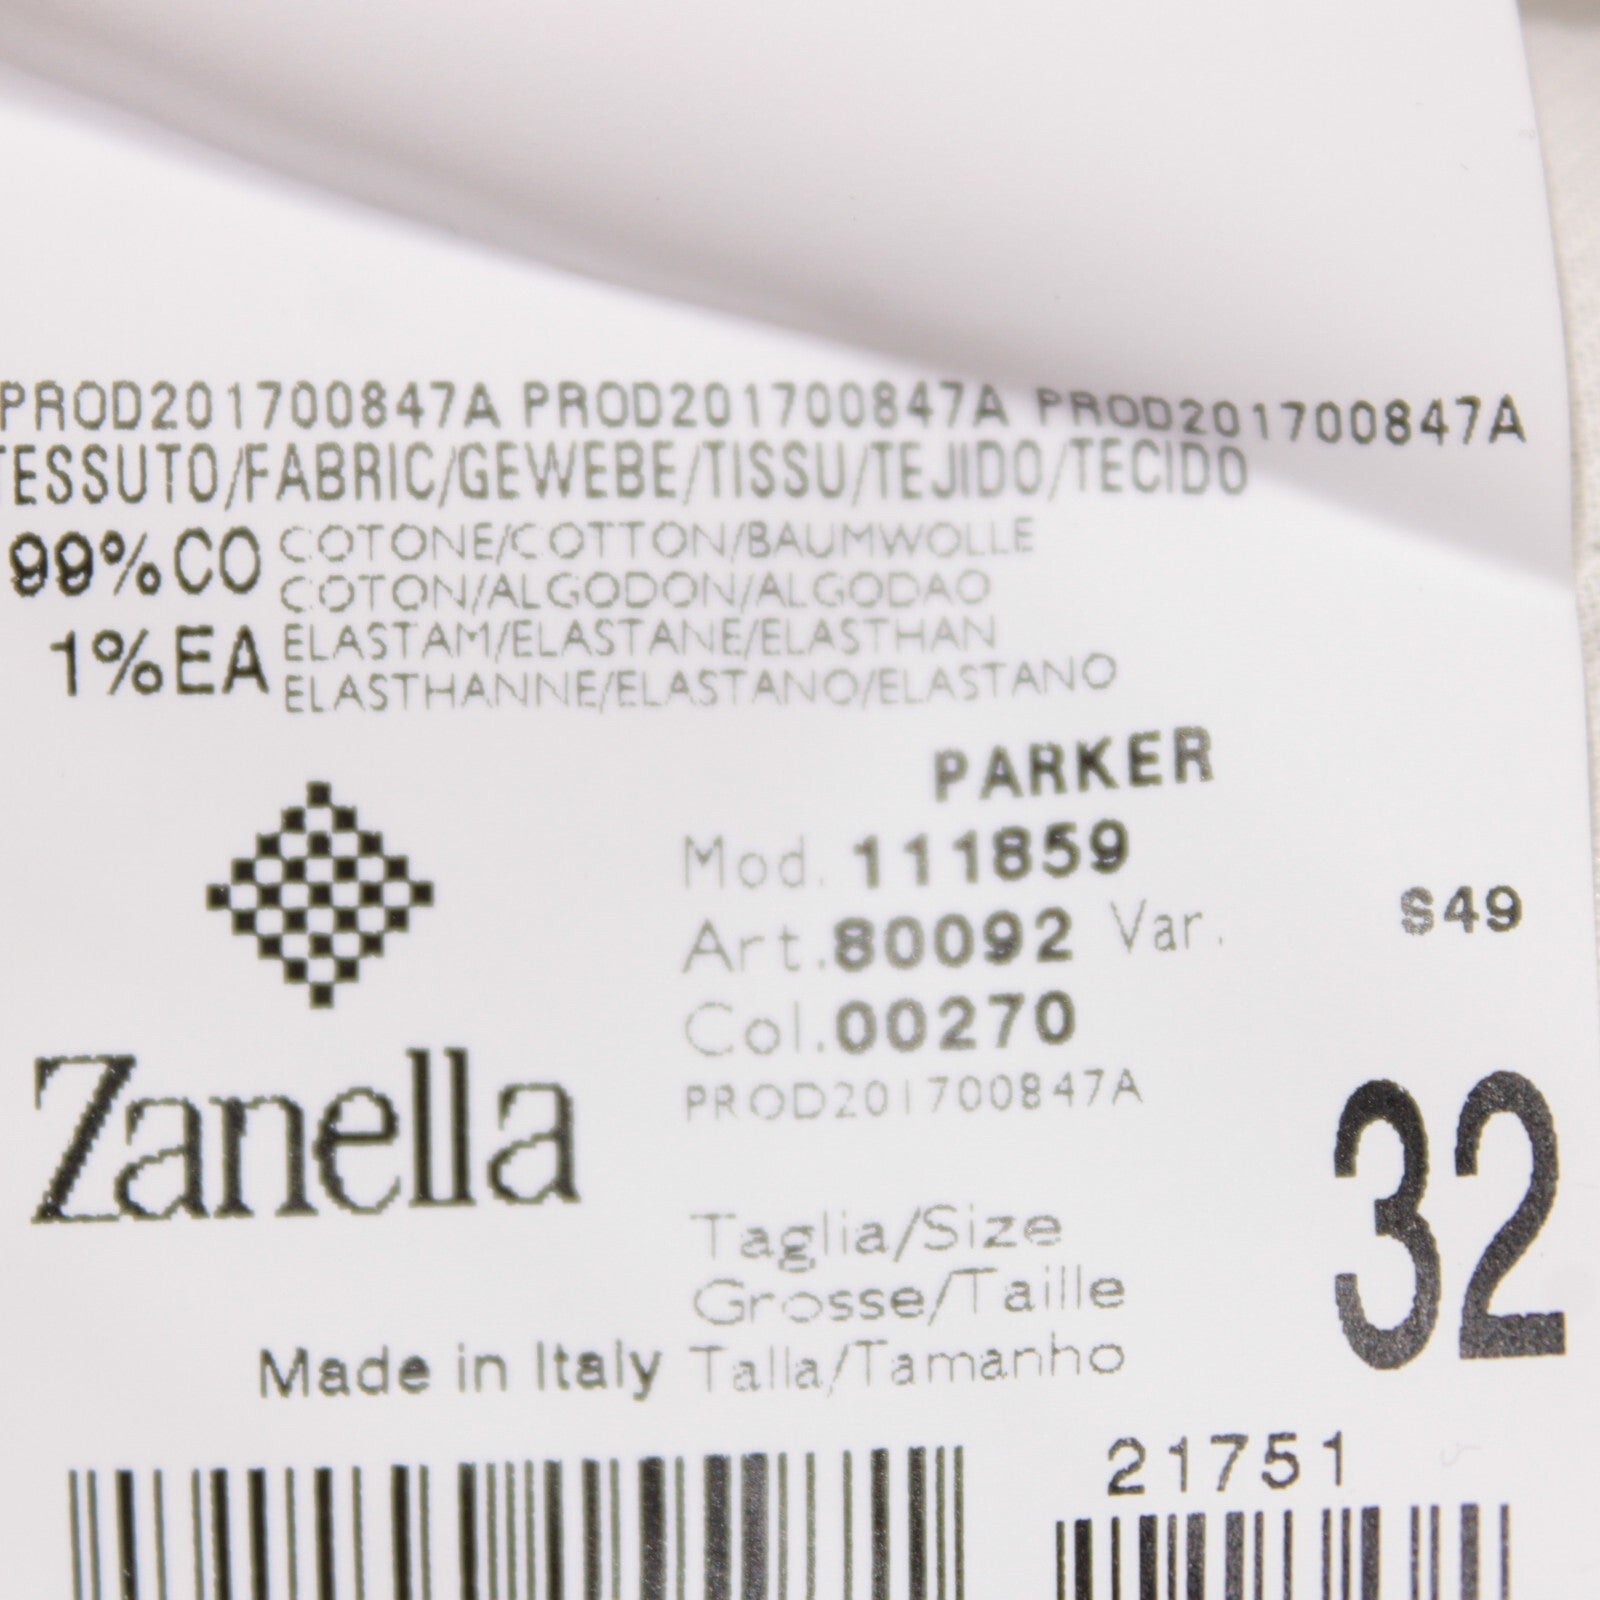 PROD201700847A PROD201700847A PROD201700847A
TESSUTO/FABRIC/GEWEBE/TISSU/TEJIDO/TECIDO
99%CO COTONE/COTTON/BAUMWOLLE
COTON/ALGODON/ALGODAO
1%EA ELASTAM/ELASTANE/ELASTHAN
ELASTHANNE/ELASTANO/ELASTANO
PARKER
Mod. 111859
Art.80092 Var. S49
Col.00270
PROD201700847A
Zanella
32
Taglia/Size
Grosse/Taille
Made in Italy Talla/Tamanho
21751